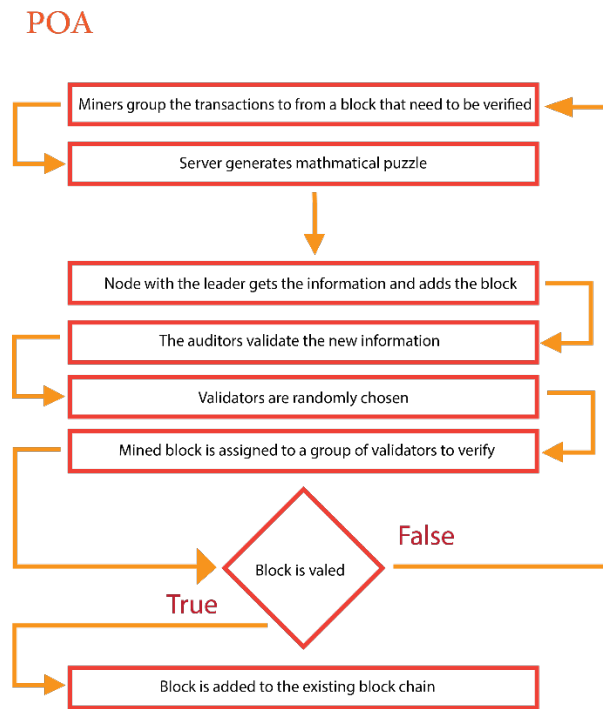 POA
Miners group the transactions to from a block that need to be verified
Server generates mathmatical puzzle
Node with the leader gets the information and adds the block
The auditors validate the new information
Validators are randomly chosen
Mined block is assigned to a group of validators to verify
False
Block is valed
True
Block is added to the existing block chain